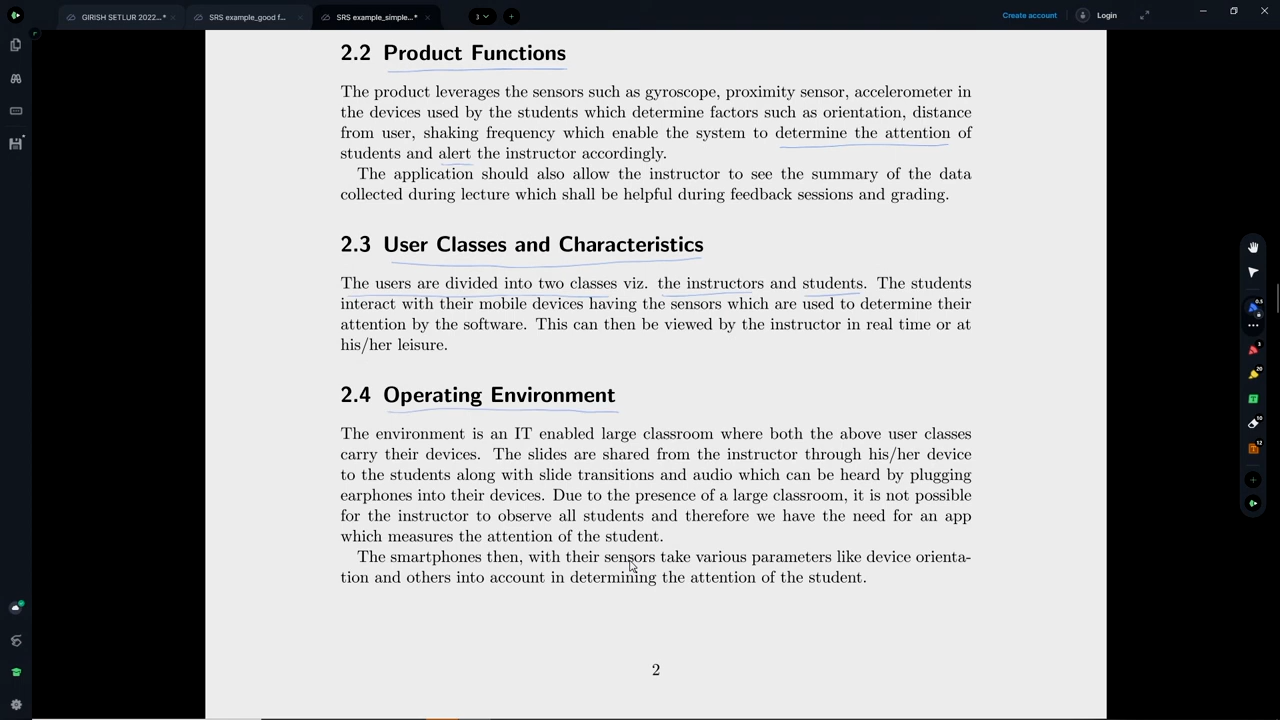 GIRISH SETLUR 2022...*
SRS example_good f...
SRS example_simple...*
3
Create account
Login
2.2 Product Functions
The product leverages the sensors such as gyroscope, proximity sensor, accelerometer in
the devices used by the students which determine factors such as orientation, distance
from user, shaking frequency which enable the system to determine the attention of
students and alert the instructor accordingly.
The application should also allow the instructor to see the summary of the data
collected during lecture which shall be helpful during feedback sessions and grading.
2.3 User Classes and Characteristics
The users are divided into two classes viz. the instructors and students. The students
interact with their mobile devices having the sensors which are used to determine their
attention by the software. This can then be viewed by the instructor in real time or at
his/her leisure.
2.4 Operating Environment
The environment is an IT enabled large classroom where both the above user classes
carry their devices. The slides are shared from the instructor through his/her device
to the students along with slide transitions and audio which can be heard by plugging
earphones into their devices. Due to the presence of a large classroom, it is not possible
for the instructor to observe all students and therefore we have the need for an app
which measures the attention of the student.
The smartphones then, with their sensors take various parameters like device orienta-
tion and others into account in determining the attention of the student.
2
0.5
3
20
T
50
12